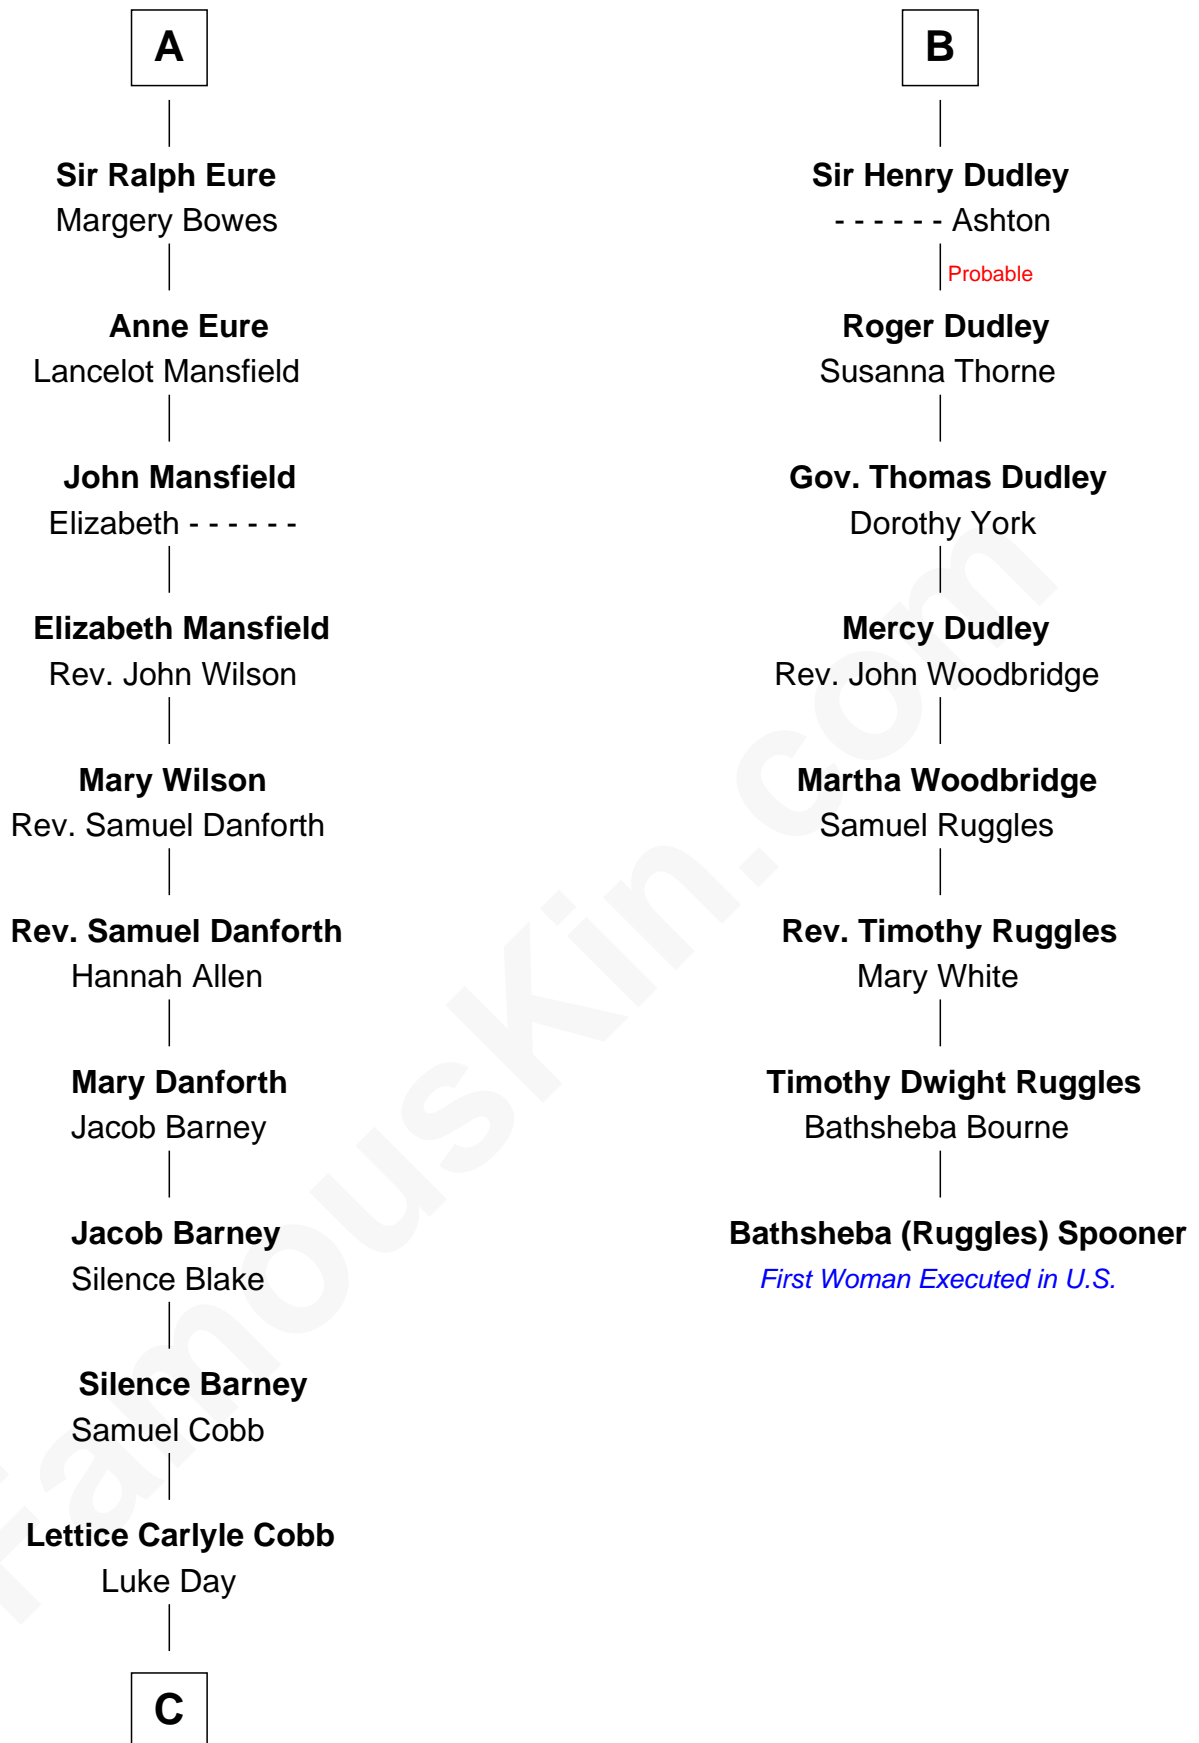 A
Sir Ralph Eure
Margery Bowes
Anne Eure
Lancelot Mansfield
John Mansfield
Elizabeth - - - - - -
Elizabeth Mansfield
Rev. John Wilson
Mary Wilson
Rev. Samuel Danforth
Rev. Samuel Danforth
Hannah Allen
Mary Danforth
Jacob Barney
Jacob Barney
Silence Blake
Silence Barney
Samuel Cobb
Lettice Carlyle Cobb
Luke Day
C
B
Sir Henry Dudley
- - - - - - Ashton
Probable
Roger Dudley
Susanna Thorne
Gov. Thomas Dudley
Dorothy York
Mercy Dudley
Rev. John Woodbridge
Martha Woodbridge
Samuel Ruggles
Rev. Timothy Ruggles
Mary White
Timothy Dwight Ruggles
Bathsheba Bourne
Bathsheba (Ruggles) Spooner
First Woman Executed in U.S.
FamousKin.com